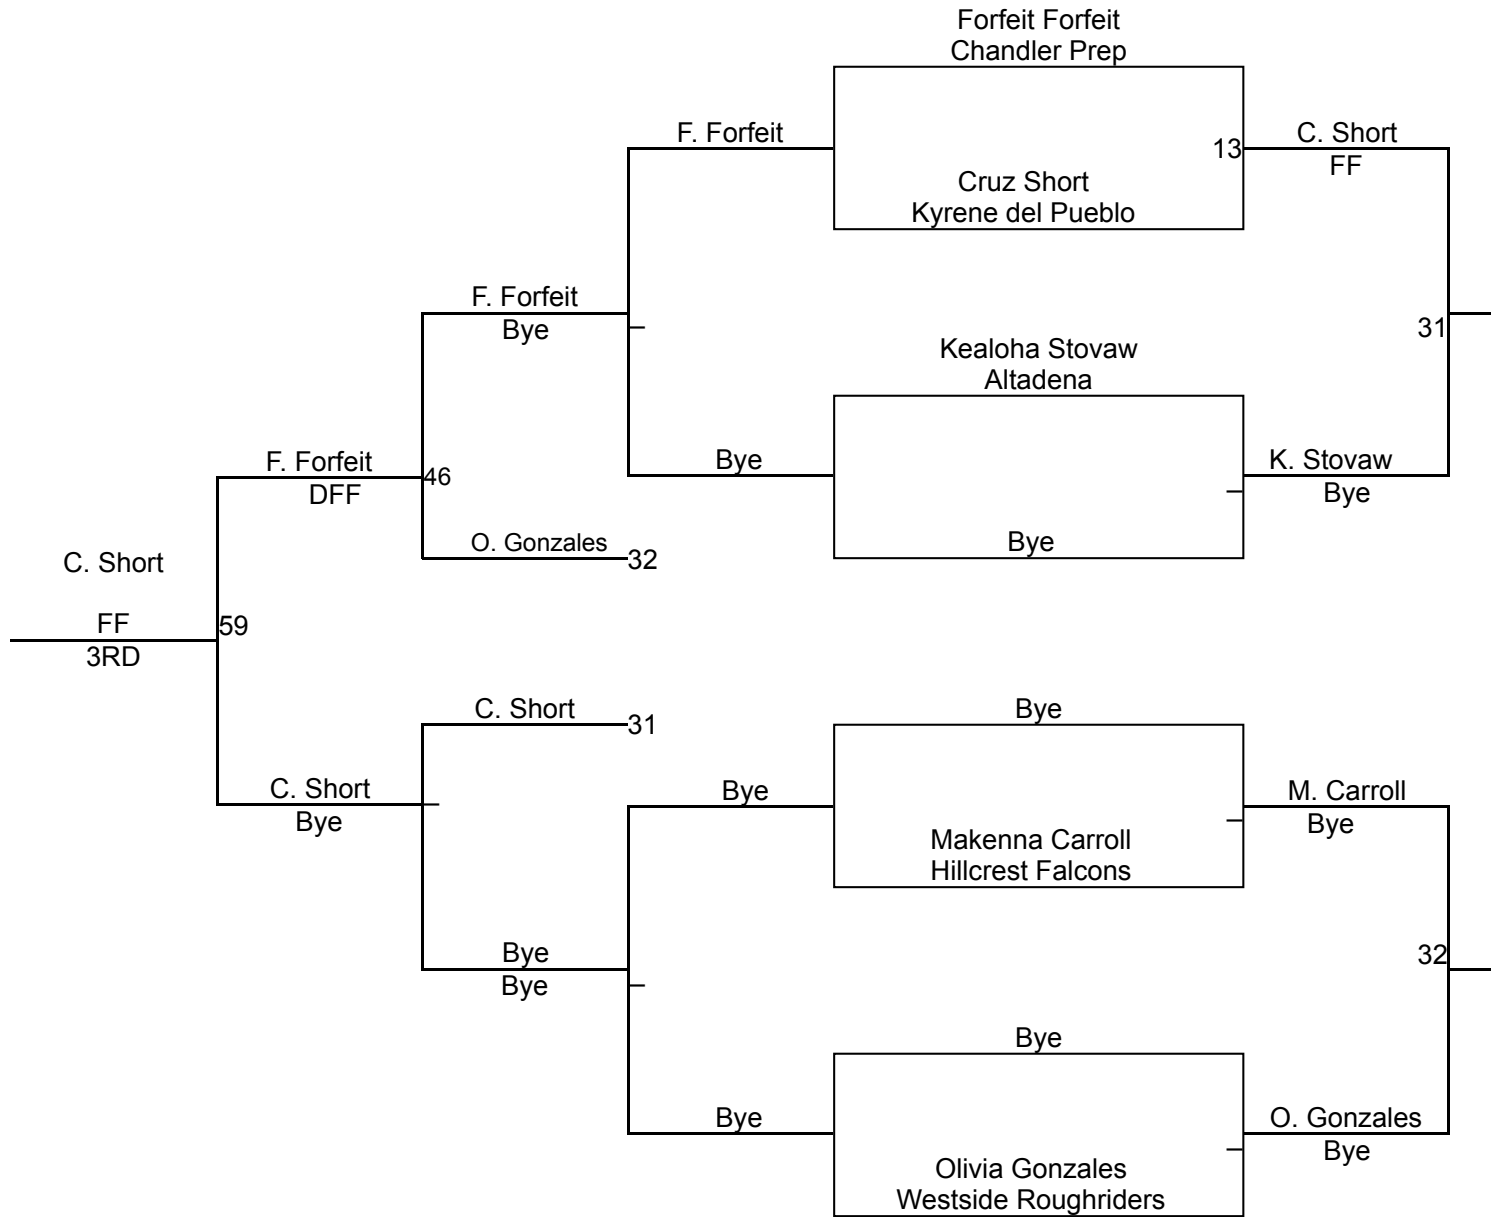 Forfeit Forfeit
Chandler Prep
F. Forfeit
13
C. Short
FF
Cruz Short
Kyrene del Pueblo
F. Forfeit
Bye
31
Kealoha Stovaw
Altadena
F. Forfeit
DFF
46
Bye
K. Stovaw
Bye
O. Gonzales
32
Bye
C. Short
FF
3RD
59
C. Short
31
Bye
C. Short
Bye
Bye
M. Carroll
Bye
Makenna Carroll
Hillcrest Falcons
Bye
Bye
32
Bye
Bye
O. Gonzales
Bye
Olivia Gonzales
Westside Roughriders